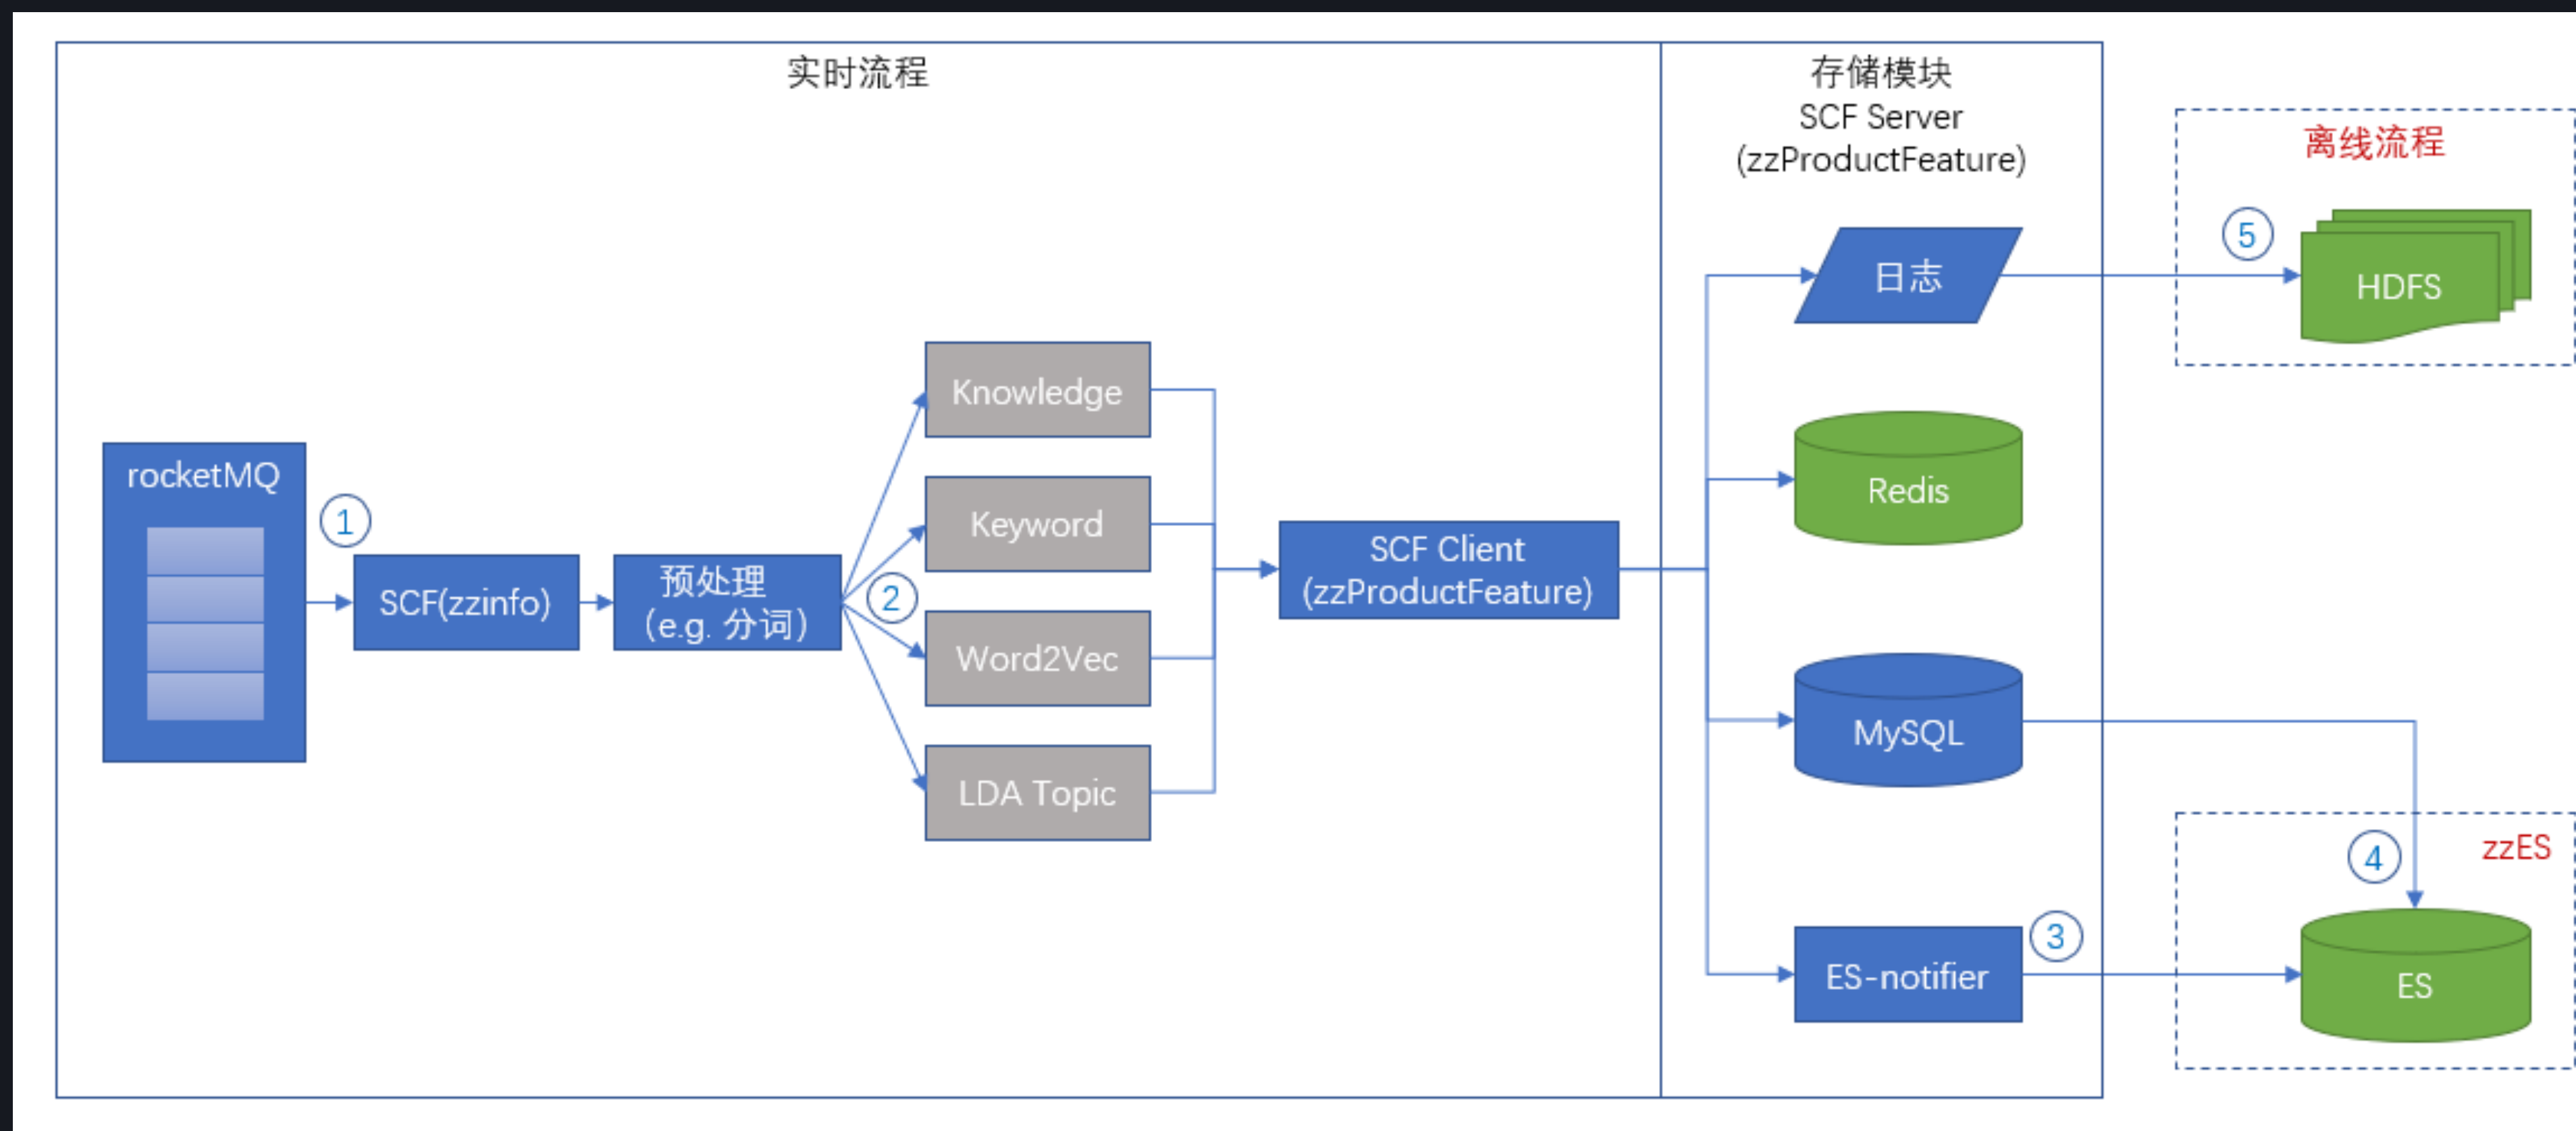 实时流程
存储模块
SCF Server
(zzProductFeature)
离线流程
5
HDFS
日志
Knowledge
Redis
rocketMQ
1
Keyword
SCF Client
(zzProductFeature)
SCF(zzinfo)
预处理
(e.g. 分词)
2
Word2Vec
MySQL
LDA Topic
4
zzES
ES-notifier
3
ES